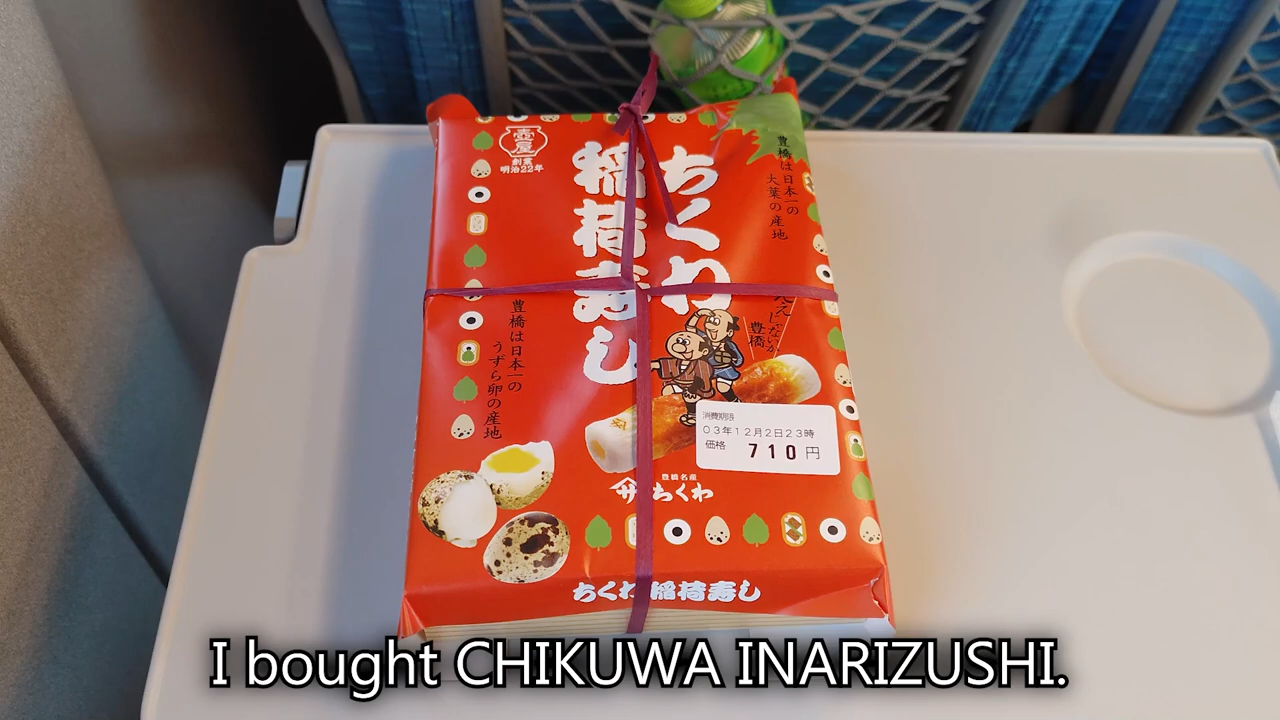 壺屋
創業
明治22年
ちくわ
稲荷寿し
豊橋は日本一の
大葉の産地
ええじゃないか
豊橋
豊橋は日本一の
うずら卵の産地
消費期限
03年12月2日23時
価格 710円
豊橋名産
ちくわ
ちくわ稲荷寿し
I bought CHIKUWA INARIZUSHI.